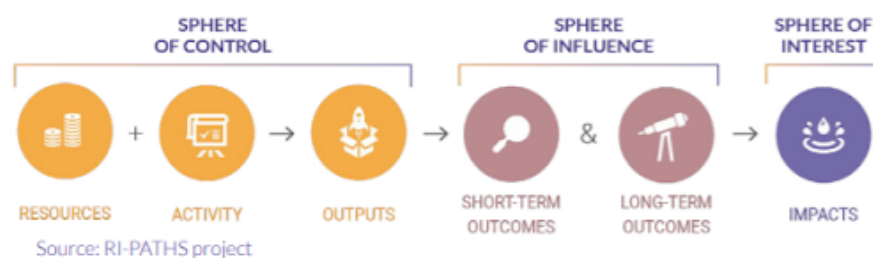 SPHERE
OF CONTROL
SPHERE
OF INFLUENCE
SPHERE OF
INTEREST
+
&
RESOURCES
ACTIVITY
OUTPUTS
SHORT-TERM
OUTCOMES
LONG-TERM
OUTCOMES
IMPACTS
Source: RI-PATHS project